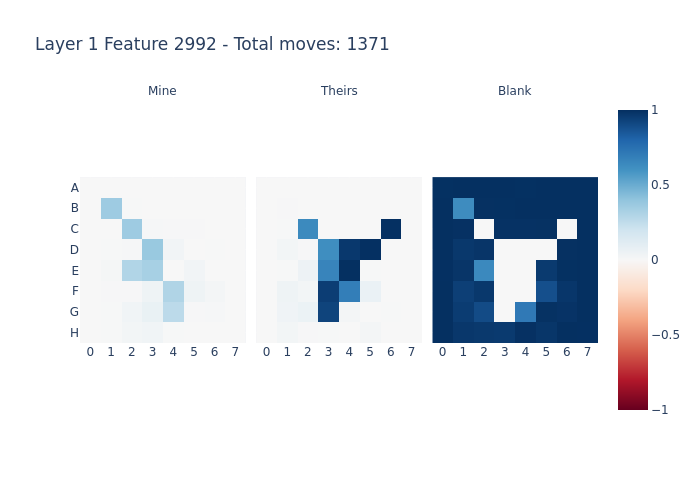 Layer 1 Feature 2992 - Total moves: 1371
Mine
Theirs
Blank
A
B
C
D
E
F
G
H
0 1 2 3 4 5 6 7
0 1 2 3 4 5 6 7
0 1 2 3 4 5 6 7
1
0.5
0
−0.5
−1